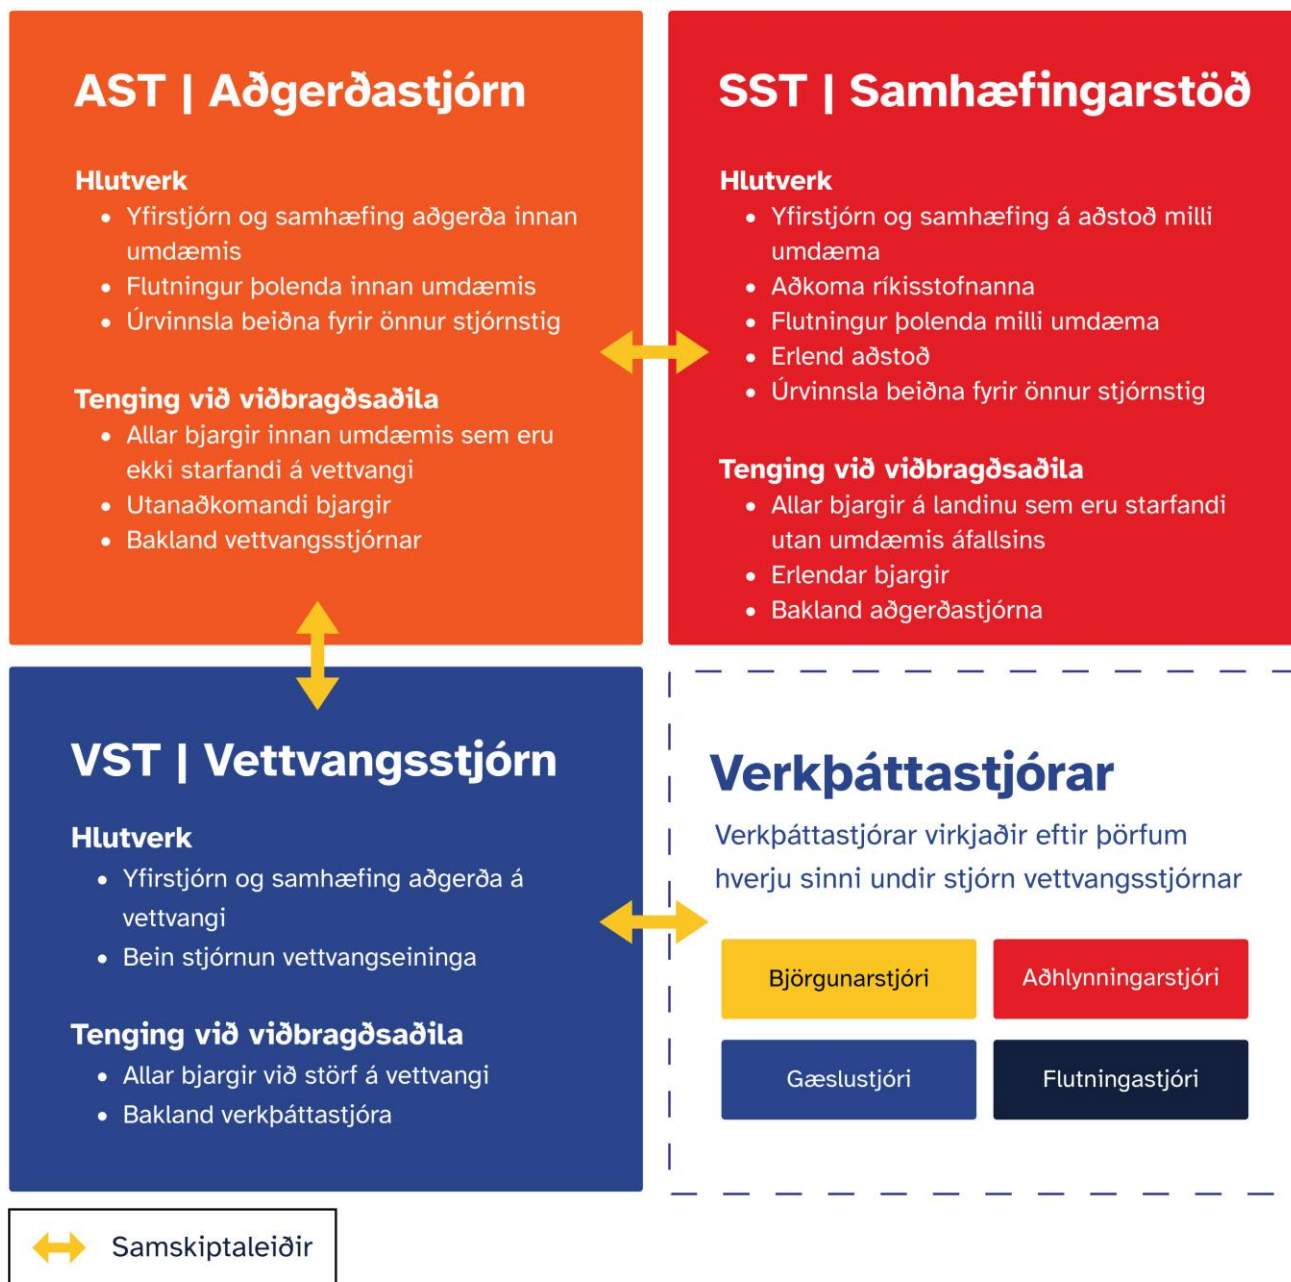 AST | Aðgerðastjórn
Hlutverk
• Yfirstjórn og samhæfing aðgerða innan
umdæmis
• Flutningur þolenda innan umdæmis
• Úrvinnsla beiðna fyrir önnur stjórnstig
Tenging við viðbragðsaðila
• Allar bjargir innan umdæmis sem eru
ekki starfandi á vettvangi
• Utanaðkomandi bjargir
• Bakland vettvangsstjórnar
SST | Samhæfingarstöð
Hlutverk
• Yfirstjórn og samhæfing á aðstoð milli
umdæma
• Aðkoma ríkisstofnanna
• Flutningur þolenda milli umdæma
• Erlend aðstoð
• Úrvinnsla beiðna fyrir önnur stjórnstig
Tenging við viðbragðsaðila
• Allar bjargir á landinu sem eru starfandi
utan umdæmis áfallsins
• Erlendar bjargir
• Bakland aðgerðastjórna
VST | Vettvangsstjórn
Hlutverk
• Yfirstjórn og samhæfing aðgerða á
vettvangi
• Bein stjórnun vettvangseininga
Tenging við viðbragðsaðila
• Allar bjargir við störf á vettvangi
• Bakland verkþáttastjóra
Verkþáttastjórar
Verkþáttastjórar virkjaðir eftir þörfum
hverju sinni undir stjórn vettvangsstjórnar
Björgunarstjóri
Aðhlynningarstjóri
Gæslustjóri
Flutningastjóri
Samskiptaleiðir